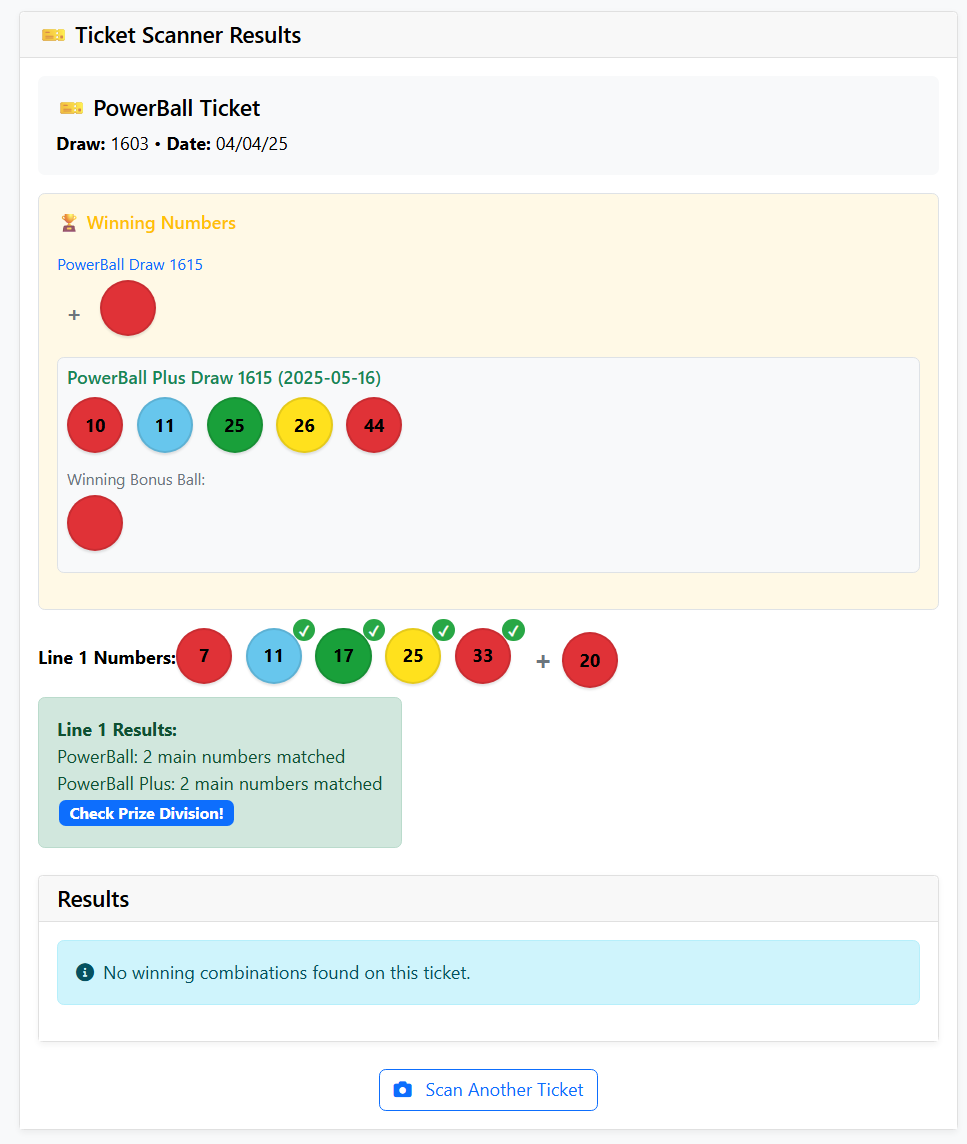 Ticket Scanner Results
PowerBall Ticket
Draw: 1603 • Date: 04/04/25
Winning Numbers
PowerBall Draw 1615
+
PowerBall Plus Draw 1615 (2025-05-16)
10 11 25 26 44
Winning Bonus Ball:
Line 1 Numbers: 7 11 17 25 33 + 20
Line 1 Results:
PowerBall: 2 main numbers matched
PowerBall Plus: 2 main numbers matched
Check Prize Division!
Results
No winning combinations found on this ticket.
Scan Another Ticket